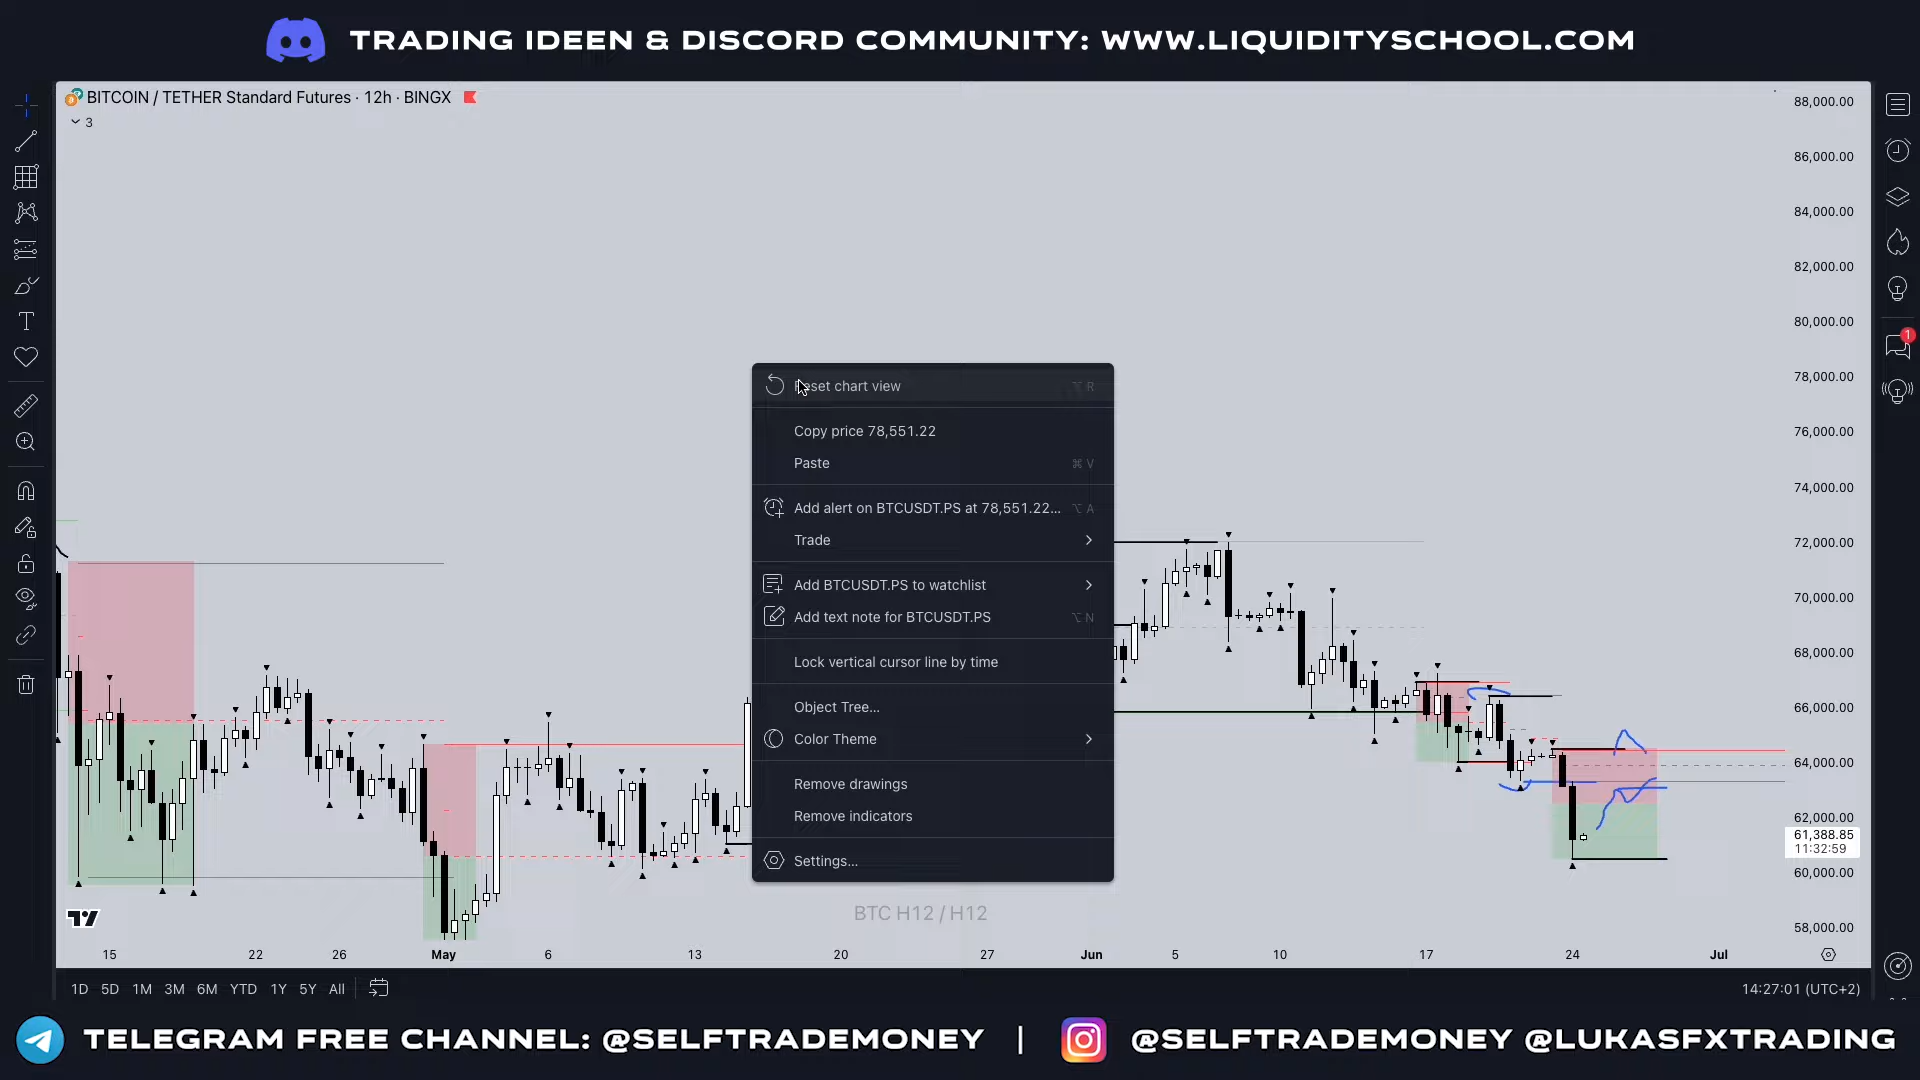 TRADING IDEEN & DISCORD COMMUNITY: WWW.LIQUIDITYSCHOOL.COM
BITCOIN / TETHER Standard Futures · 12h · BINGX
3
88,000.00
86,000.00
84,000.00
82,000.00
80,000.00
78,000.00
76,000.00
74,000.00
72,000.00
70,000.00
68,000.00
66,000.00
64,000.00
62,000.00
61,388.85
11:32:59
60,000.00
58,000.00
1
Reset chart view ⌥ R
Copy price 78,551.22
Paste ⌘ V
Add alert on BTCUSDT.PS at 78,551.22... ⌥ A
Trade
Add BTCUSDT.PS to watchlist
Add text note for BTCUSDT.PS ⌥ N
Lock vertical cursor line by time
Object Tree...
Color Theme
Remove drawings
Remove indicators
Settings...
BTC H12 / H12
15 22 26 May 6 13 20 27 Jun 5 10 17 24 Jul
1D 5D 1M 3M 6M YTD 1Y 5Y All
14:27:01 (UTC+2)
TELEGRAM FREE CHANNEL: @SELFTRADEMONEY | @SELFTRADEMONEY @LUKASFXTRADING